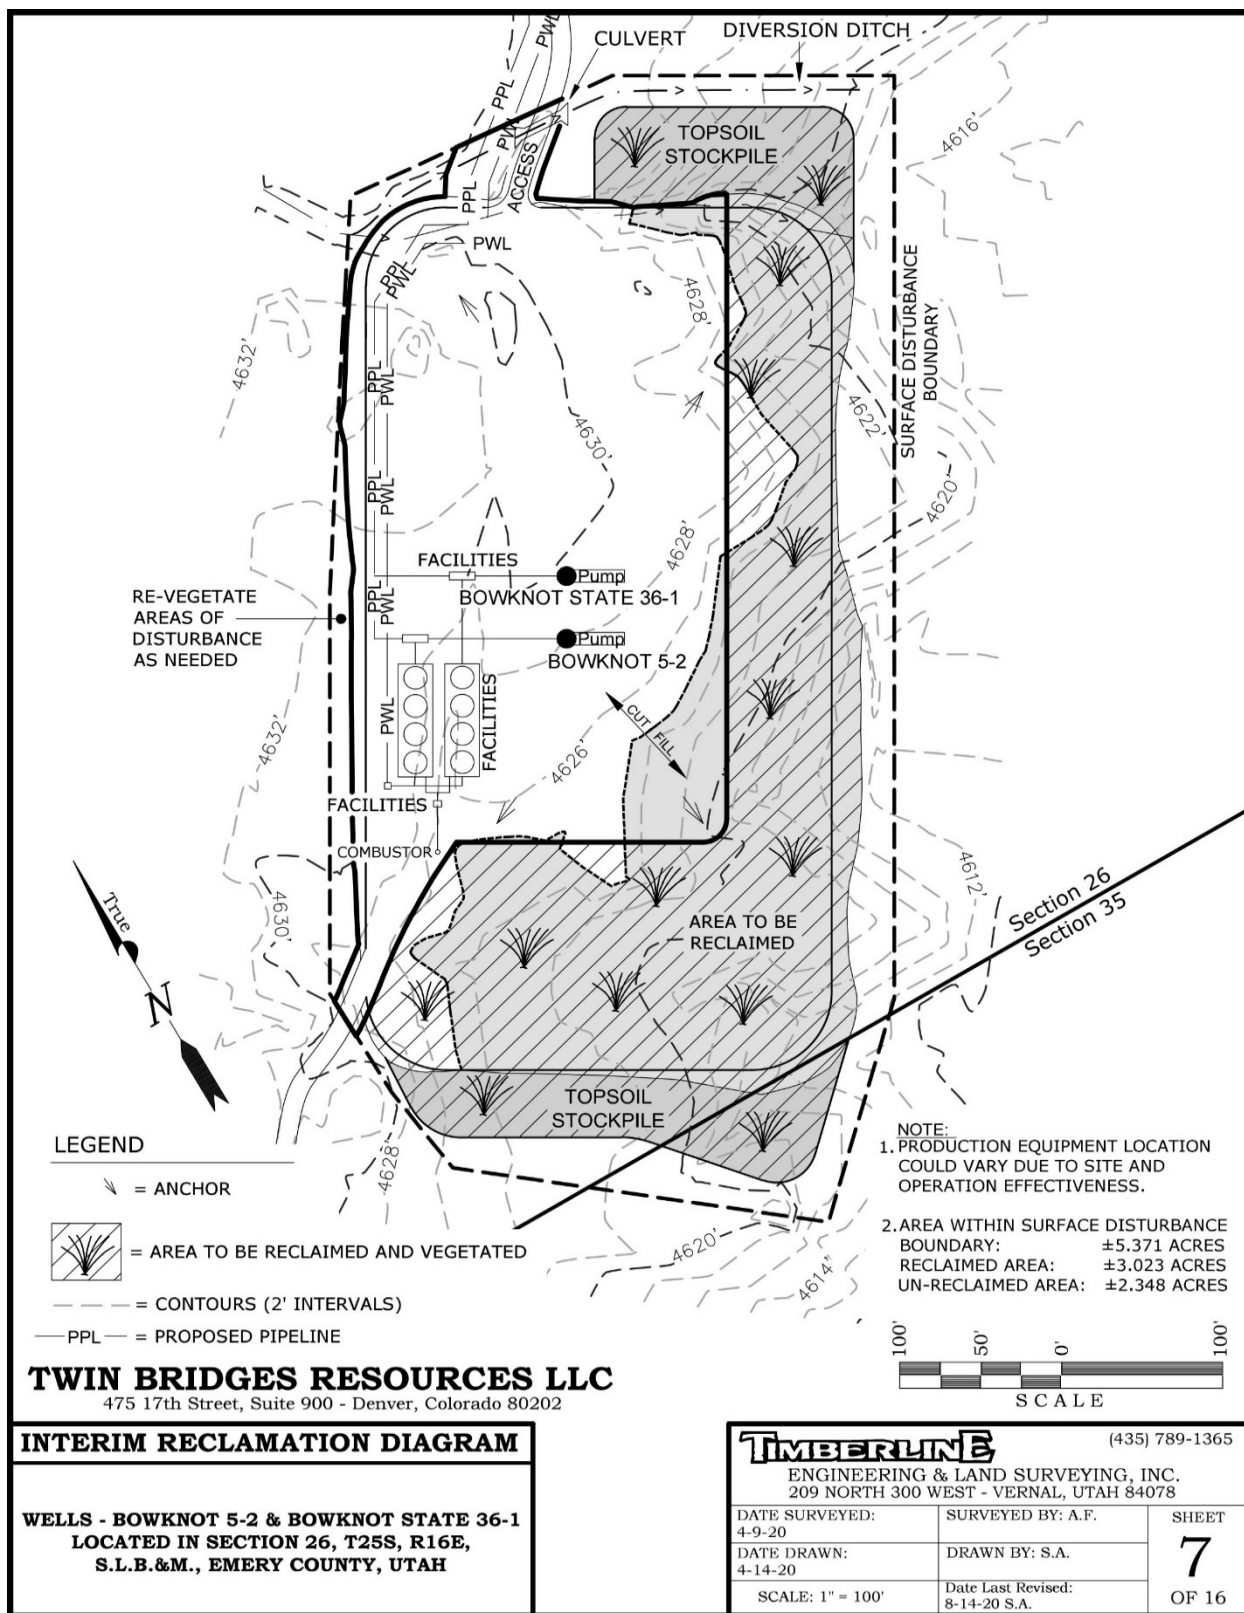 CULVERT
DIVERSION DITCH
PWL
PPL
PWL
ACCESS
PPL
TOPSOIL
STOCKPILE
4616'
PWL
PPL
PWL
4628'
SURFACE DISTURBANCE
BOUNDARY
4632'
PPL
PWL
4630'
4622'
PPL
PWL
4620'
4628'
FACILITIES
Pump
BOWKNOT STATE 36-1
PPL
PWL
RE-VEGETATE
AREAS OF
DISTURBANCE
AS NEEDED
Pump
BOWKNOT 5-2
PWL
FACILITIES
CUT
FILL
4632'
4626'
FACILITIES
COMBUSTOR
4612'
Section 26
Section 35
True
N
4630'
AREA TO BE
RECLAIMED
TOPSOIL
STOCKPILE
4628'
4620'
4614"
LEGEND
= ANCHOR
= AREA TO BE RECLAIMED AND VEGETATED
= CONTOURS (2' INTERVALS)
PPL = PROPOSED PIPELINE
NOTE:
1. PRODUCTION EQUIPMENT LOCATION
COULD VARY DUE TO SITE AND
OPERATION EFFECTIVENESS.
2. AREA WITHIN SURFACE DISTURBANCE
BOUNDARY: ±5.371 ACRES
RECLAIMED AREA: ±3.023 ACRES
UN-RECLAIMED AREA: ±2.348 ACRES
100' 50' 0' 100'
SCALE
TWIN BRIDGES RESOURCES LLC
475 17th Street, Suite 900 - Denver, Colorado 80202
INTERIM RECLAMATION DIAGRAM
WELLS - BOWKNOT 5-2 & BOWKNOT STATE 36-1
LOCATED IN SECTION 26, T25S, R16E,
S.L.B.&M., EMERY COUNTY, UTAH
TIMBERLINE (435) 789-1365
ENGINEERING & LAND SURVEYING, INC.
209 NORTH 300 WEST - VERNAL, UTAH 84078
DATE SURVEYED:
4-9-20
SURVEYED BY: A.F.
DATE DRAWN:
4-14-20
DRAWN BY: S.A.
SCALE: 1" = 100'
Date Last Revised:
8-14-20 S.A.
SHEET
7
OF 16